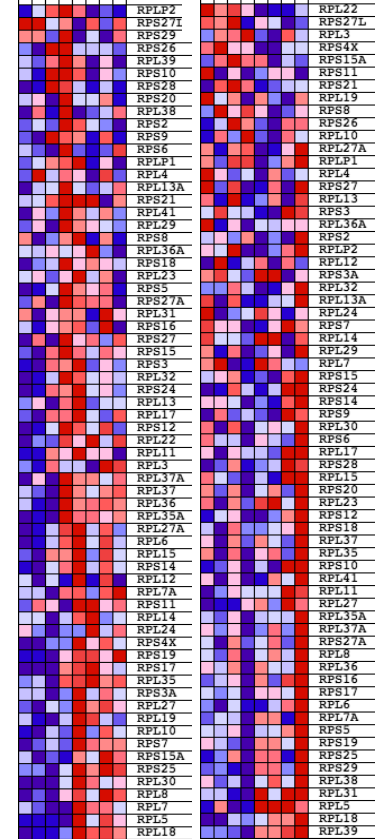 RPLP2
RPS27I
RPS29
RPS26
RPL39
RPS10
RPS28
RPS20
RPL38
RPS2
RPS9
RPS6
RPLP1
RPL4
RPL13A
RPS21
RPL41
RPL29
RPS8
RPL36A
RPS18
RPL23
RPS5
RPS27A
RPL31
RPS16
RPS27
RPS15
RPS3
RPL32
RPS24
RPL13
RPL17
RPS12
RPL22
RPL11
RPL3
RPL37A
RPL37
RPL36
RPL35A
RPL27A
RPL6
RPL15
RPS14
RPL12
RPL7A
RPS11
RPL14
RPL24
RPS4X
RPS19
RPS17
RPL35
RPS3A
RPL27
RPL19
RPL10
RPS7
RPS15A
RPS25
RPL30
RPL8
RPL7
RPL5
RPL18
RPL22
RPS27L
RPL3
RPS4X
RPS15A
RPS11
RPS21
RPL19
RPS8
RPS26
RPL10
RPL27A
RPLP1
RPL4
RPS27
RPL13
RPS3
RPL36A
RPS2
RPLP2
RPL12
RPS3A
RPL32
RPL13A
RPL24
RPS7
RPL14
RPL29
RPL7
RPS15
RPS24
RPS14
RPS9
RPL30
RPS6
RPL17
RPS28
RPL15
RPS20
RPL23
RPS12
RPS18
RPL37
RPL35
RPS10
RPL41
RPL11
RPL27
RPL35A
RPL37A
RPS27A
RPL8
RPL36
RPS16
RPS17
RPL6
RPL7A
RPS5
RPS19
RPS25
RPS29
RPL38
RPL31
RPL5
RPL18
RPL39